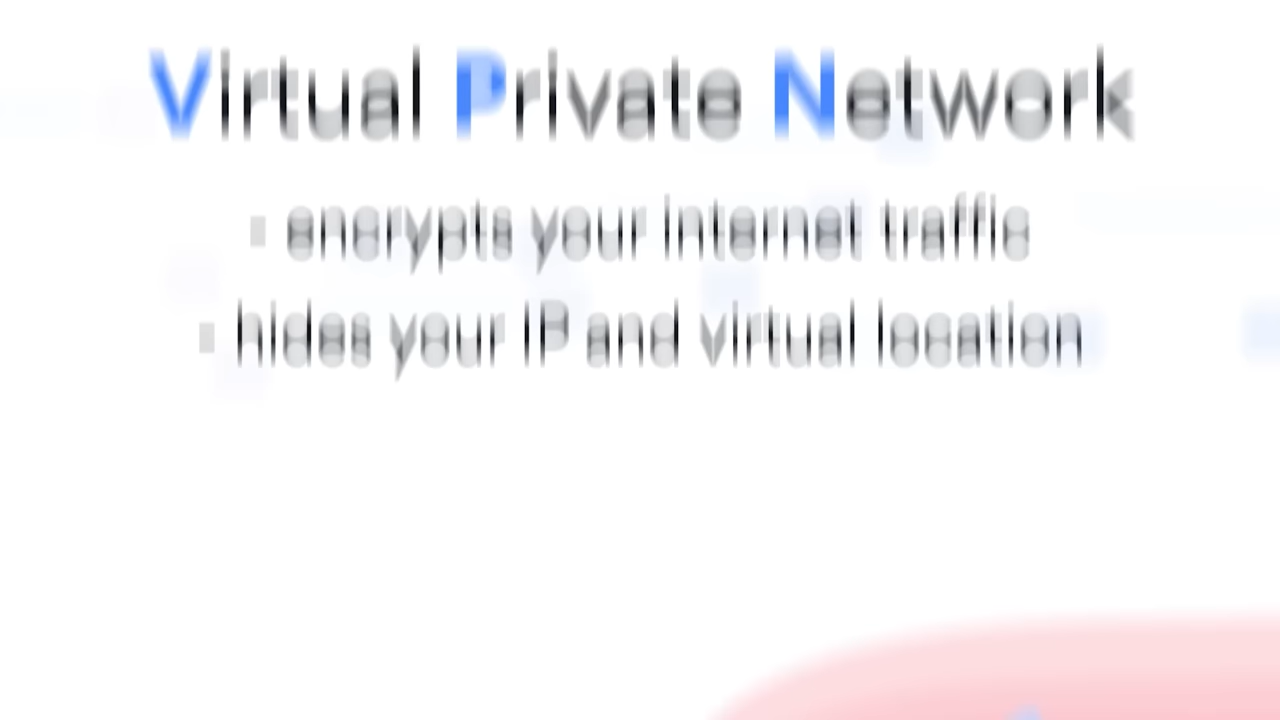 Virtual Private Network
- encrypts your internet traffic
- hides your IP and virtual location